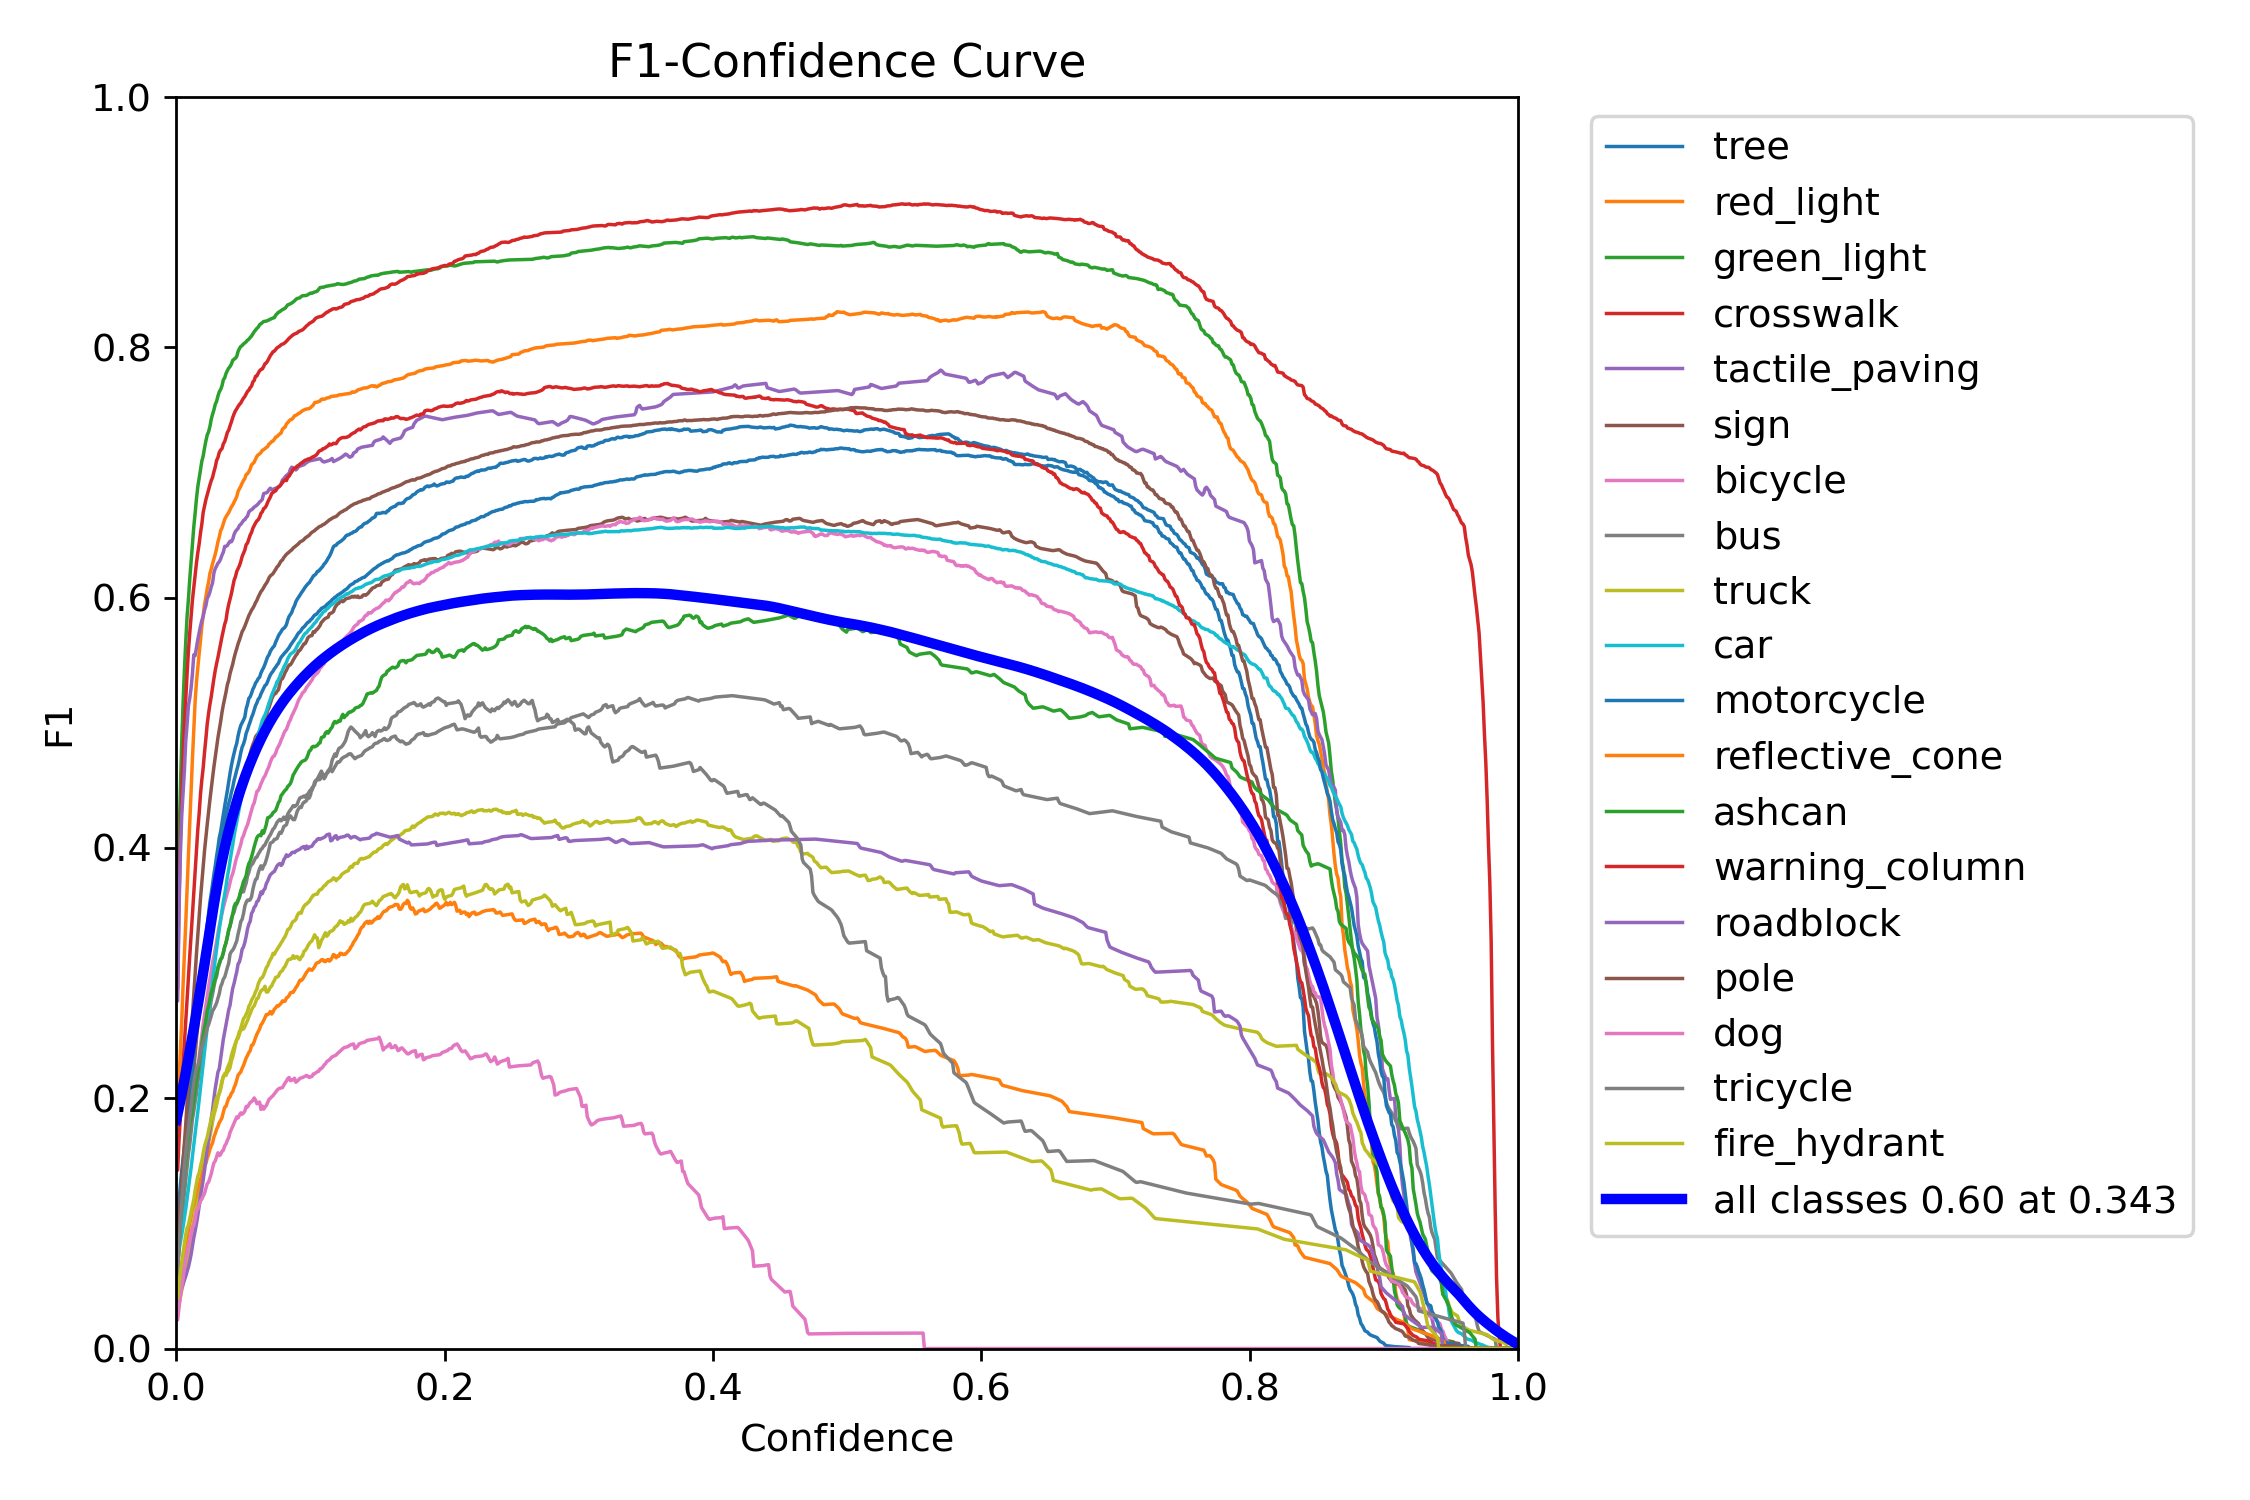 F1-Confidence Curve
1.0
0.8
0.6
0.4
0.2
0.0
F1
0.0 0.2 0.4 0.6 0.8 1.0
Confidence
tree
red_light
green_light
crosswalk
tactile_paving
sign
bicycle
bus
truck
car
motorcycle
reflective_cone
ashcan
warning_column
roadblock
pole
dog
tricycle
fire_hydrant
all classes 0.60 at 0.343